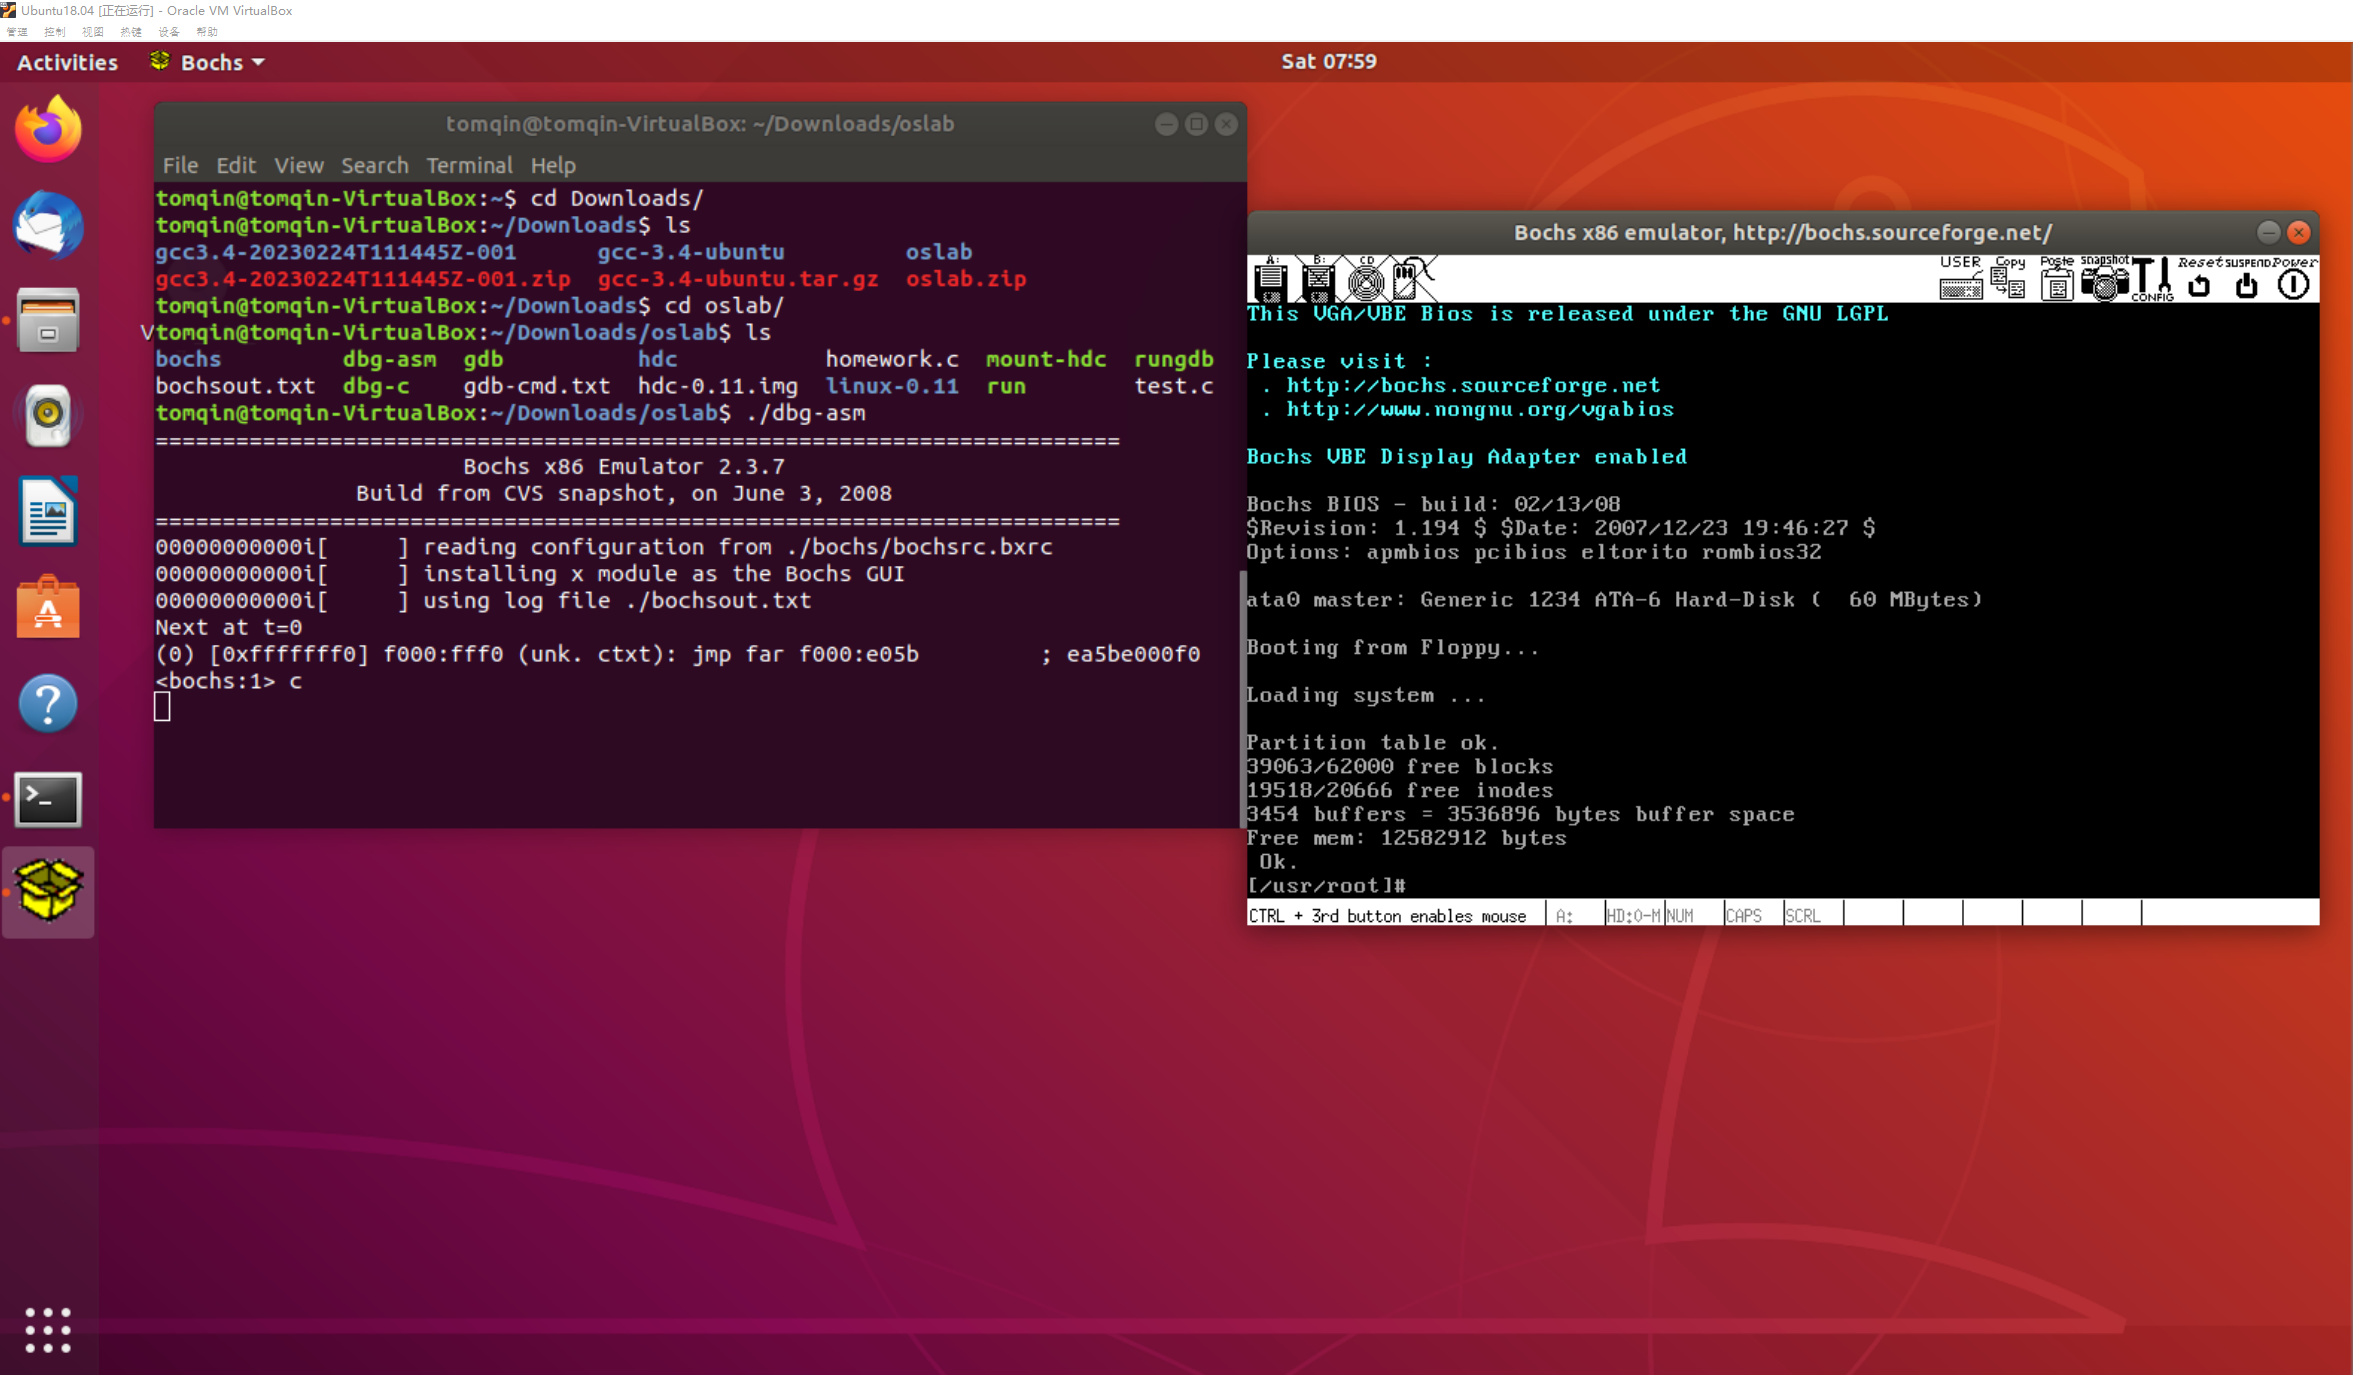 Ubuntu18.04 [正在运行] - Oracle VM VirtualBox
管理 控制 视图 热键 设备 帮助
Activities Bochs Sat 07:59
tomqin@tomqin-VirtualBox: ~/Downloads/oslab
File Edit View Search Terminal Help
tomqin@tomqin-VirtualBox:~$ cd Downloads/
tomqin@tomqin-VirtualBox:~/Downloads$ ls
gcc3.4-20230224T111445Z-001 gcc-3.4-ubuntu oslab
gcc3.4-20230224T111445Z-001.zip gcc-3.4-ubuntu.tar.gz oslab.zip
tomqin@tomqin-VirtualBox:~/Downloads$ cd oslab/
V
tomqin@tomqin-VirtualBox:~/Downloads/oslab$ ls
bochs dbg-asm gdb hdc homework.c mount-hdc rungdb
bochsout.txt dbg-c gdb-cmd.txt hdc-0.11.img linux-0.11 run test.c
tomqin@tomqin-VirtualBox:~/Downloads/oslab$ ./dbg-asm
========================================================================
Bochs x86 Emulator 2.3.7
Build from CVS snapshot, on June 3, 2008
========================================================================
00000000000i[ ] reading configuration from ./bochs/bochsrc.bxrc
00000000000i[ ] installing x module as the Bochs GUI
00000000000i[ ] using log file ./bochsout.txt
Next at t=0
(0) [0xfffffff0] f000:fff0 (unk. ctxt): jmp far f000:e05b ; ea5be000f0
<bochs:1> c
Bochs x86 emulator, http://bochs.sourceforge.net/
A: B: CD USER Copy Paste snapshot CONFIG Reset SUSPEND Power
This VGA/VBE Bios is released under the GNU LGPL
Please visit :
. http://bochs.sourceforge.net
. http://www.nongnu.org/vgabios
Bochs VBE Display Adapter enabled
Bochs BIOS - build: 02/13/08
$Revision: 1.194 $ $Date: 2007/12/23 19:46:27 $
Options: apmbios pcibios eltorito rombios32
ata0 master: Generic 1234 ATA-6 Hard-Disk ( 60 MBytes)
Booting from Floppy...
Loading system ...
Partition table ok.
39063/62000 free blocks
19518/20666 free inodes
3454 buffers = 3536896 bytes buffer space
Free mem: 12582912 bytes
Ok.
[/usr/root]#
CTRL + 3rd button enables mouse A: HD:0-M NUM CAPS SCRL